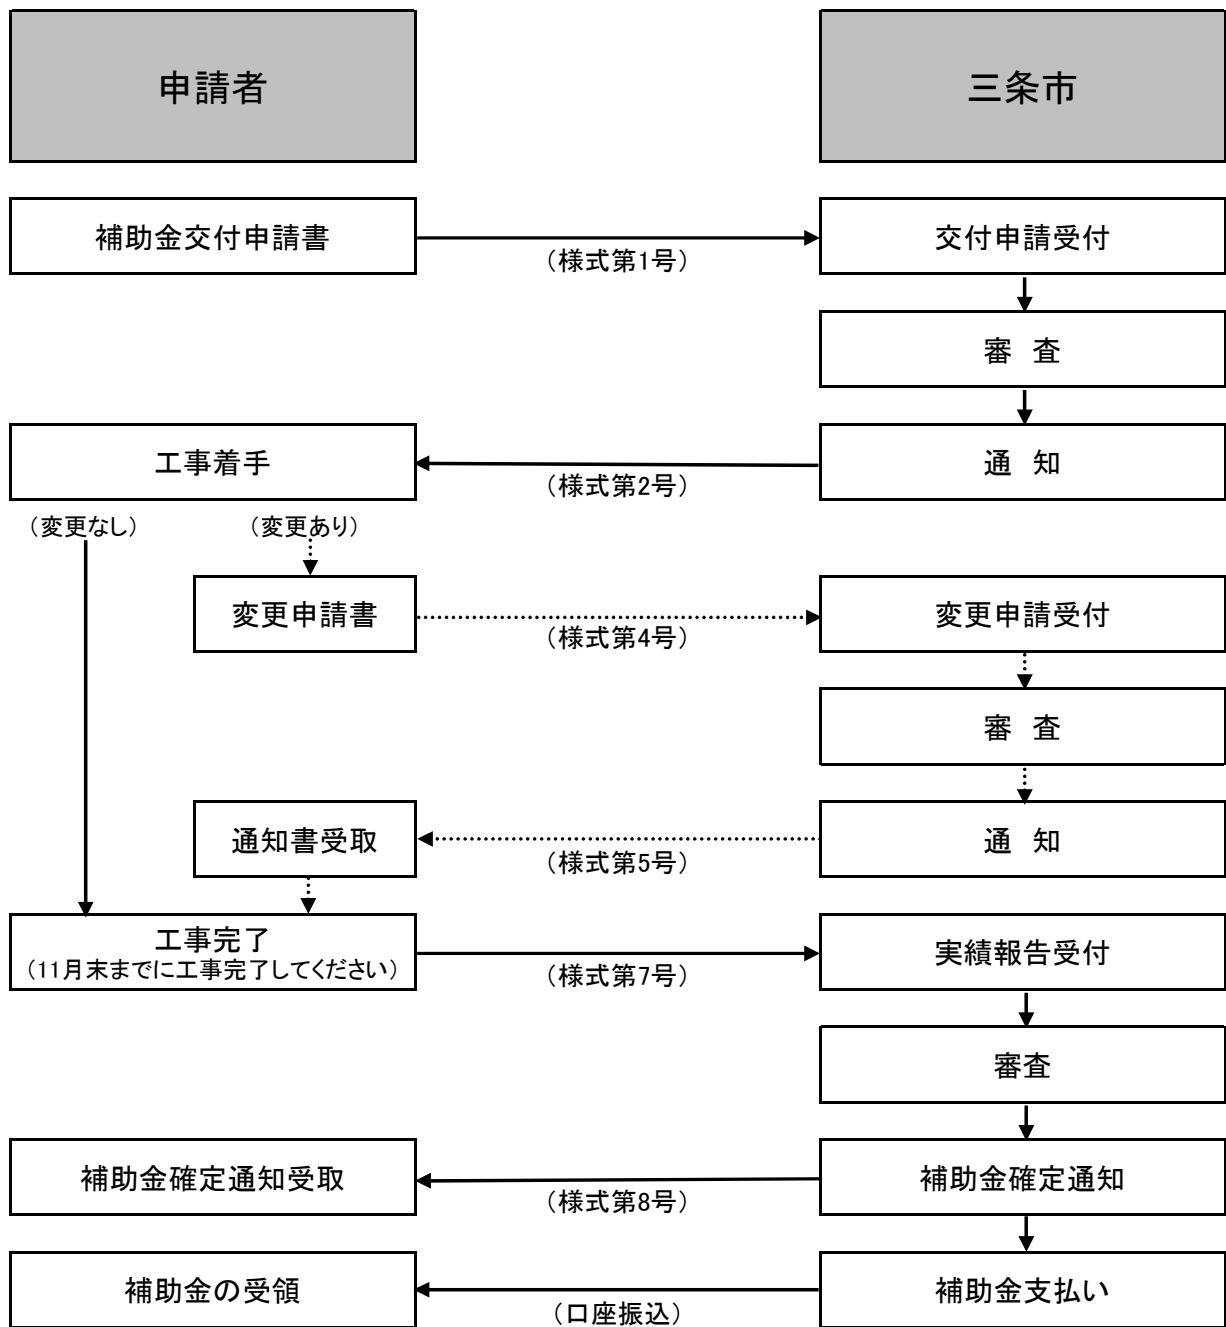 申請者
三条市
補助金交付申請書
(様式第1号)
交付申請受付
審 査
工事着手
(様式第2号)
通 知
(変更なし)
(変更あり)
変更申請書
(様式第4号)
変更申請受付
審 査
通知書受取
(様式第5号)
通 知
工事完了
(11月末までに工事完了してください)
(様式第7号)
実績報告受付
審査
補助金確定通知受取
(様式第8号)
補助金確定通知
補助金の受領
(口座振込)
補助金支払い